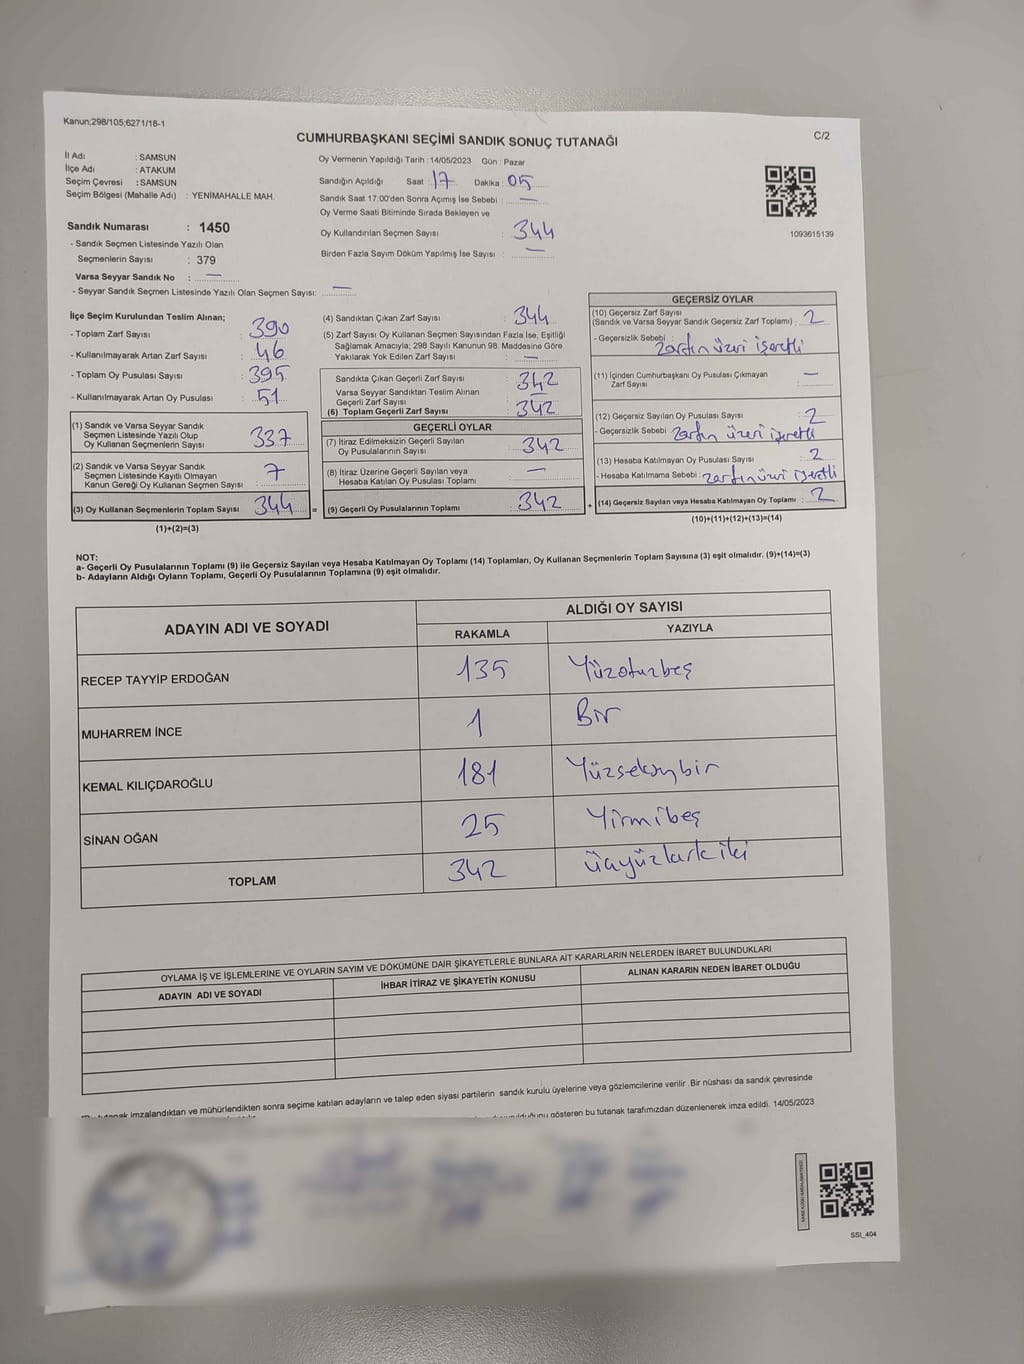 Kanun;298/105;6271/18-1
C/2
CUMHURBAŞKANI SEÇİMİ SANDIK SONUÇ TUTANAĞI
İl Adı : SAMSUN
İlçe Adı : ATAKUM
Seçim Çevresi : SAMSUN
Seçim Bölgesi (Mahalle Adı) : YENİMAHALLE MAH.
Oy Vermenin Yapıldığı Tarih : 14/05/2023 Gün : Pazar
Sandığın Açıldığı Saat : 17 Dakika : 05
Sandık Saat 17:00'den Sonra Açımış İse Sebebi : —
Oy Verme Saati Bitiminde Sırada Bekleyen ve
Oy Kullandırılan Seçmen Sayısı : 344
Birden Fazla Sayım Döküm Yapılmış İse Sayısı : —
1093615139
Sandık Numarası : 1450
- Sandık Seçmen Listesinde Yazılı Olan
Seçmenlerin Sayısı : 379
Varsa Seyyar Sandık No : —
- Seyyar Sandık Seçmen Listesinde Yazılı Olan Seçmen Sayısı: —
İlçe Seçim Kurulundan Teslim Alınan;
- Toplam Zarf Sayısı : 390
- Kullanılmayarak Artan Zarf Sayısı : 46
- Toplam Oy Pusulası Sayısı : 395
- Kullanılmayarak Artan Oy Pusulası : 51
(1) Sandık ve Varsa Seyyar Sandık
Seçmen Listesinde Yazılı Olup
Oy Kullanan Seçmenlerin Sayısı : 337
(2) Sandık ve Varsa Seyyar Sandık
Seçmen Listesinde Kayıtlı Olmayan
Kanun Gereği Oy Kullanan Seçmen Sayısı : 7
(3) Oy Kullanan Seçmenlerin Toplam Sayısı : 344
(1)+(2)=(3)
(4) Sandıktan Çıkan Zarf Sayısı : 344
(5) Zarf Sayısı Oy Kullanan Seçmen Sayısından Fazla İse, Eşitliği
Sağlamak Amacıyla; 298 Sayılı Kanunun 98. Maddesine Göre
Yakılarak Yok Edilen Zarf Sayısı : —
Sandıkta Çıkan Geçerli Zarf Sayısı : 342
Varsa Seyyar Sandıktan Teslim Alınan
Geçerli Zarf Sayısı : —
(6) Toplam Geçerli Zarf Sayısı : 342
GEÇERLİ OYLAR
(7) İtiraz Edilmeksizin Geçerli Sayılan
Oy Pusulalarının Sayısı : 342
(8) İtiraz Üzerine Geçerli Sayılan veya
Hesaba Katılan Oy Pusulası Toplamı : —
= (9) Geçerli Oy Pusulalarının Toplamı : 342
GEÇERSİZ OYLAR
(10) Geçersiz Zarf Sayısı
(Sandık ve Varsa Seyyar Sandık Geçersiz Zarf Toplamı) : 2
- Geçersizlik Sebebi : zarfın üzeri işaretli
(11) İçinden Cumhurbaşkanı Oy Pusulası Çıkmayan
Zarf Sayısı : —
(12) Geçersiz Sayılan Oy Pusulası Sayısı : 2
- Geçersizlik Sebebi : zarfın üzeri işaretli
(13) Hesaba Katılmayan Oy Pusulası Sayısı : 2
- Hesaba Katılmama Sebebi : zarfın üzeri işaretli
+ (14) Geçersiz Sayılan veya Hesaba Katılmayan Oy Toplamı : 2
(10)+(11)+(12)+(13)=(14)
NOT:
a- Geçerli Oy Pusulalarının Toplamı (9) ile Geçersiz Sayılan veya Hesaba Katılmayan Oy Toplamı (14) Toplamları, Oy Kullanan Seçmenlerin Toplam Sayısına (3) eşit olmalıdır. (9)+(14)=(3)
b- Adayların Aldığı Oyların Toplamı, Geçerli Oy Pusulalarının Toplamına (9) eşit olmalıdır.
ADAYIN ADI VE SOYADI ALDIĞI OY SAYISI
RAKAMLA YAZIYLA
RECEP TAYYİP ERDOĞAN 135 Yüzotuzbeş
MUHARREM İNCE 1 Bir
KEMAL KILIÇDAROĞLU 181 Yüzseksenbir
SİNAN OĞAN 25 Yirmibeş
TOPLAM 342 üçyüzkırkiki
OYLAMA İŞ VE İŞLEMLERİNE VE OYLARIN SAYIM VE DÖKÜMÜNE DAİR ŞİKAYETLERLE BUNLARA AİT KARARLARIN NELERDEN İBARET BULUNDUKLARI
ADAYIN ADI VE SOYADI İHBAR İTİRAZ VE ŞİKAYETİN KONUSU ALINAN KARARIN NEDEN İBARET OLDUĞU
tutanak imzalandıktan ve mühürlendikten sonra seçime katılan adayların ve talep eden siyasi partilerin sandık kurulu üyelerine veya gözlemcilerine verilir .Bir nüshası da sandık çevresinde
gösteren bu tutanak tarafımızdan düzenlenerek imza edildi. 14/05/2023
SSI_404